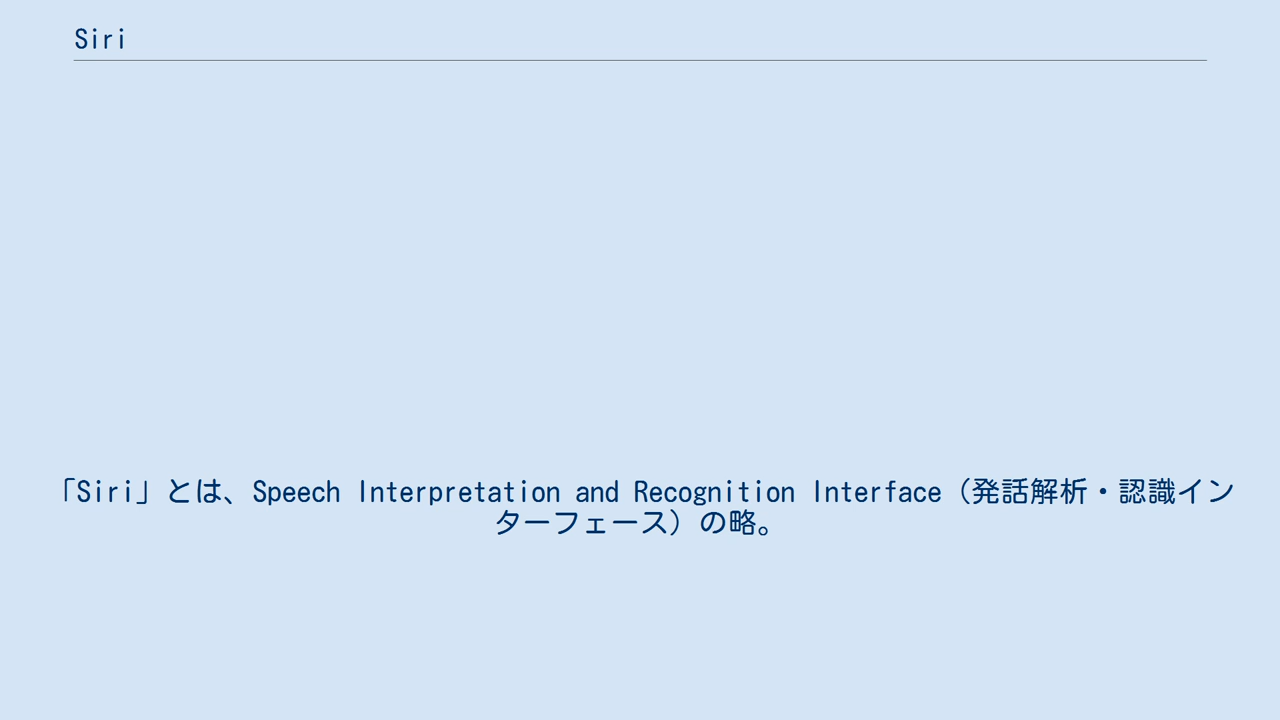 Siri
「Siri」とは、Speech Interpretation and Recognition Interface（発話解析・認識イン
ターフェース）の略。